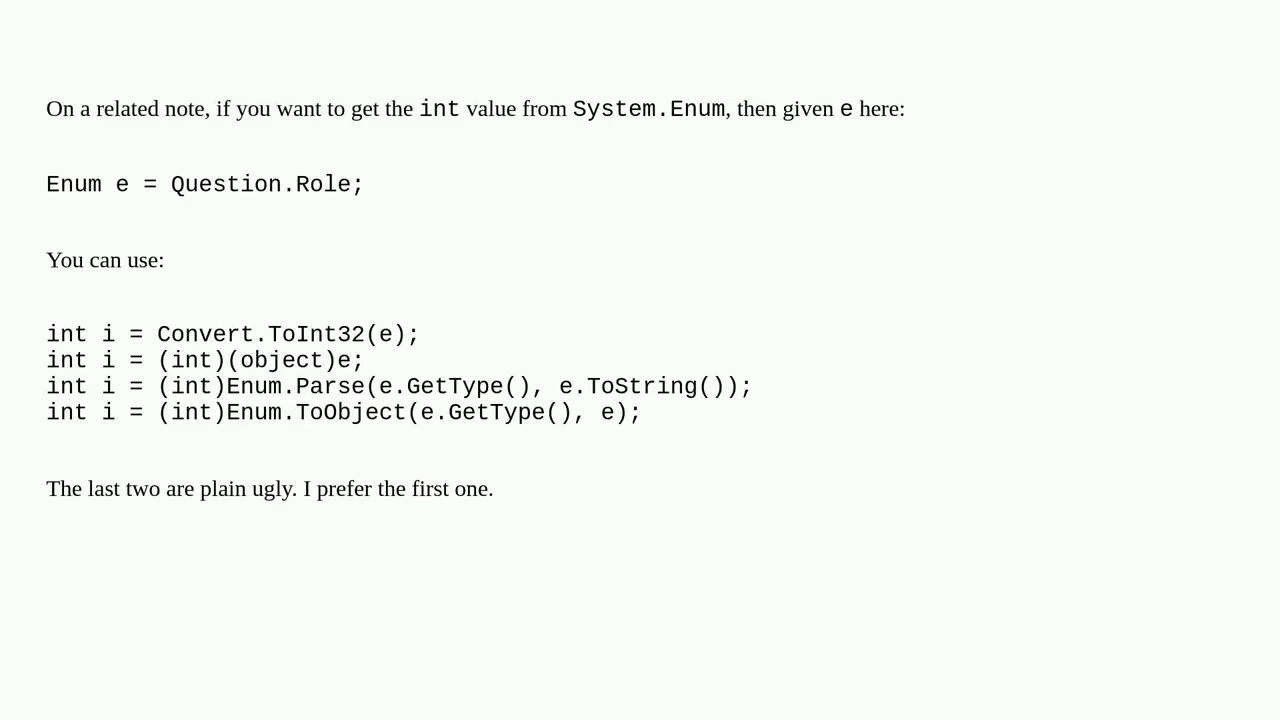 On a related note, if you want to get the int value from System.Enum, then given e here:
Enum e = Question.Role;
You can use:
int i = Convert.ToInt32(e);
int i = (int)(object)e;
int i = (int)Enum.Parse(e.GetType(), e.ToString());
int i = (int)Enum.ToObject(e.GetType(), e);
The last two are plain ugly. I prefer the first one.